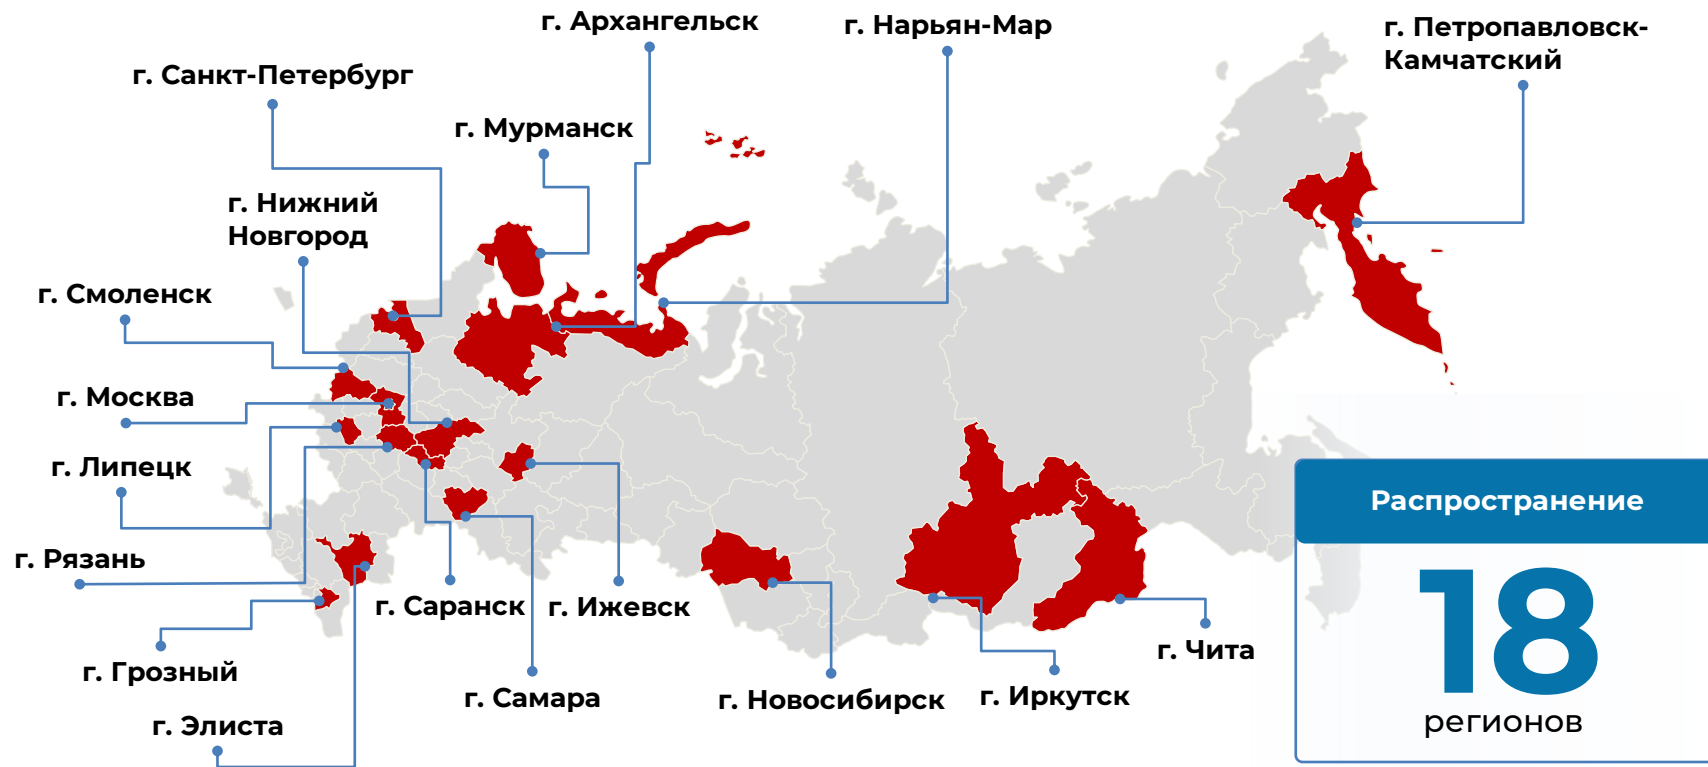 г. Архангельск
г. Нарьян-Мар
г. Петропавловск-
Камчатский
г. Санкт-Петербург
г. Мурманск
г. Нижний
Новгород
г. Смоленск
г. Москва
г. Липецк
г. Рязань
г. Саранск
г. Ижевск
г. Грозный
г. Самара
г. Новосибирск
г. Иркутск
г. Чита
г. Элиста
Распространение
18
регионов